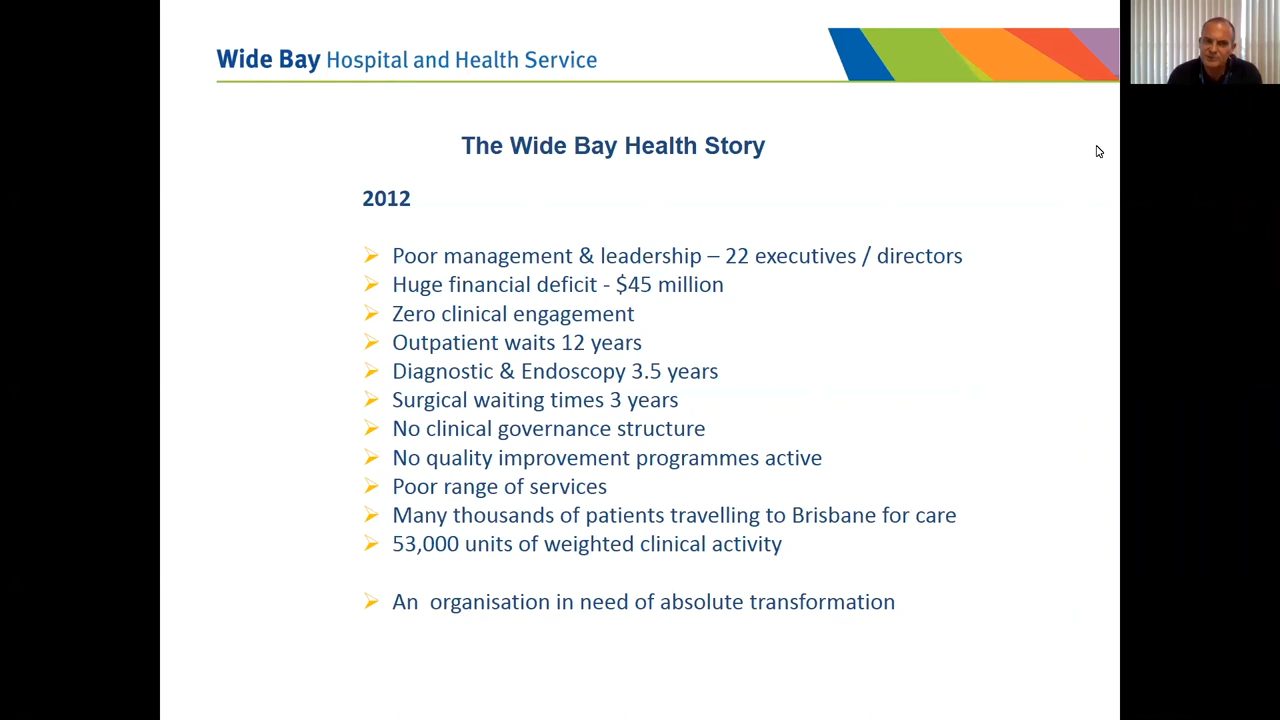 Wide Bay Hospital and Health Service
The Wide Bay Health Story
2012
Poor management & leadership – 22 executives / directors
Huge financial deficit - $45 million
Zero clinical engagement
Outpatient waits 12 years
Diagnostic & Endoscopy 3.5 years
Surgical waiting times 3 years
No clinical governance structure
No quality improvement programmes active
Poor range of services
Many thousands of patients travelling to Brisbane for care
53,000 units of weighted clinical activity
An organisation in need of absolute transformation